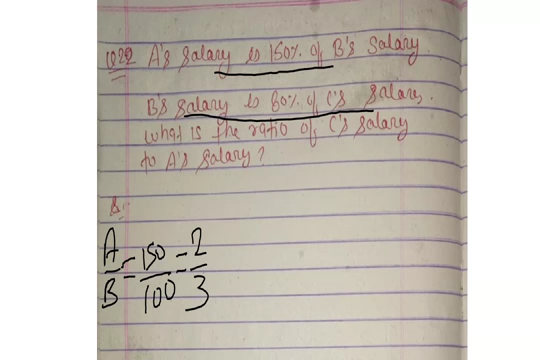 Q22 A's salary is 150% of B's salary.
B's salary is 80% of C's salary.
What is the ratio of C's salary
to A's salary?
A/B = 150/100 = 2/3